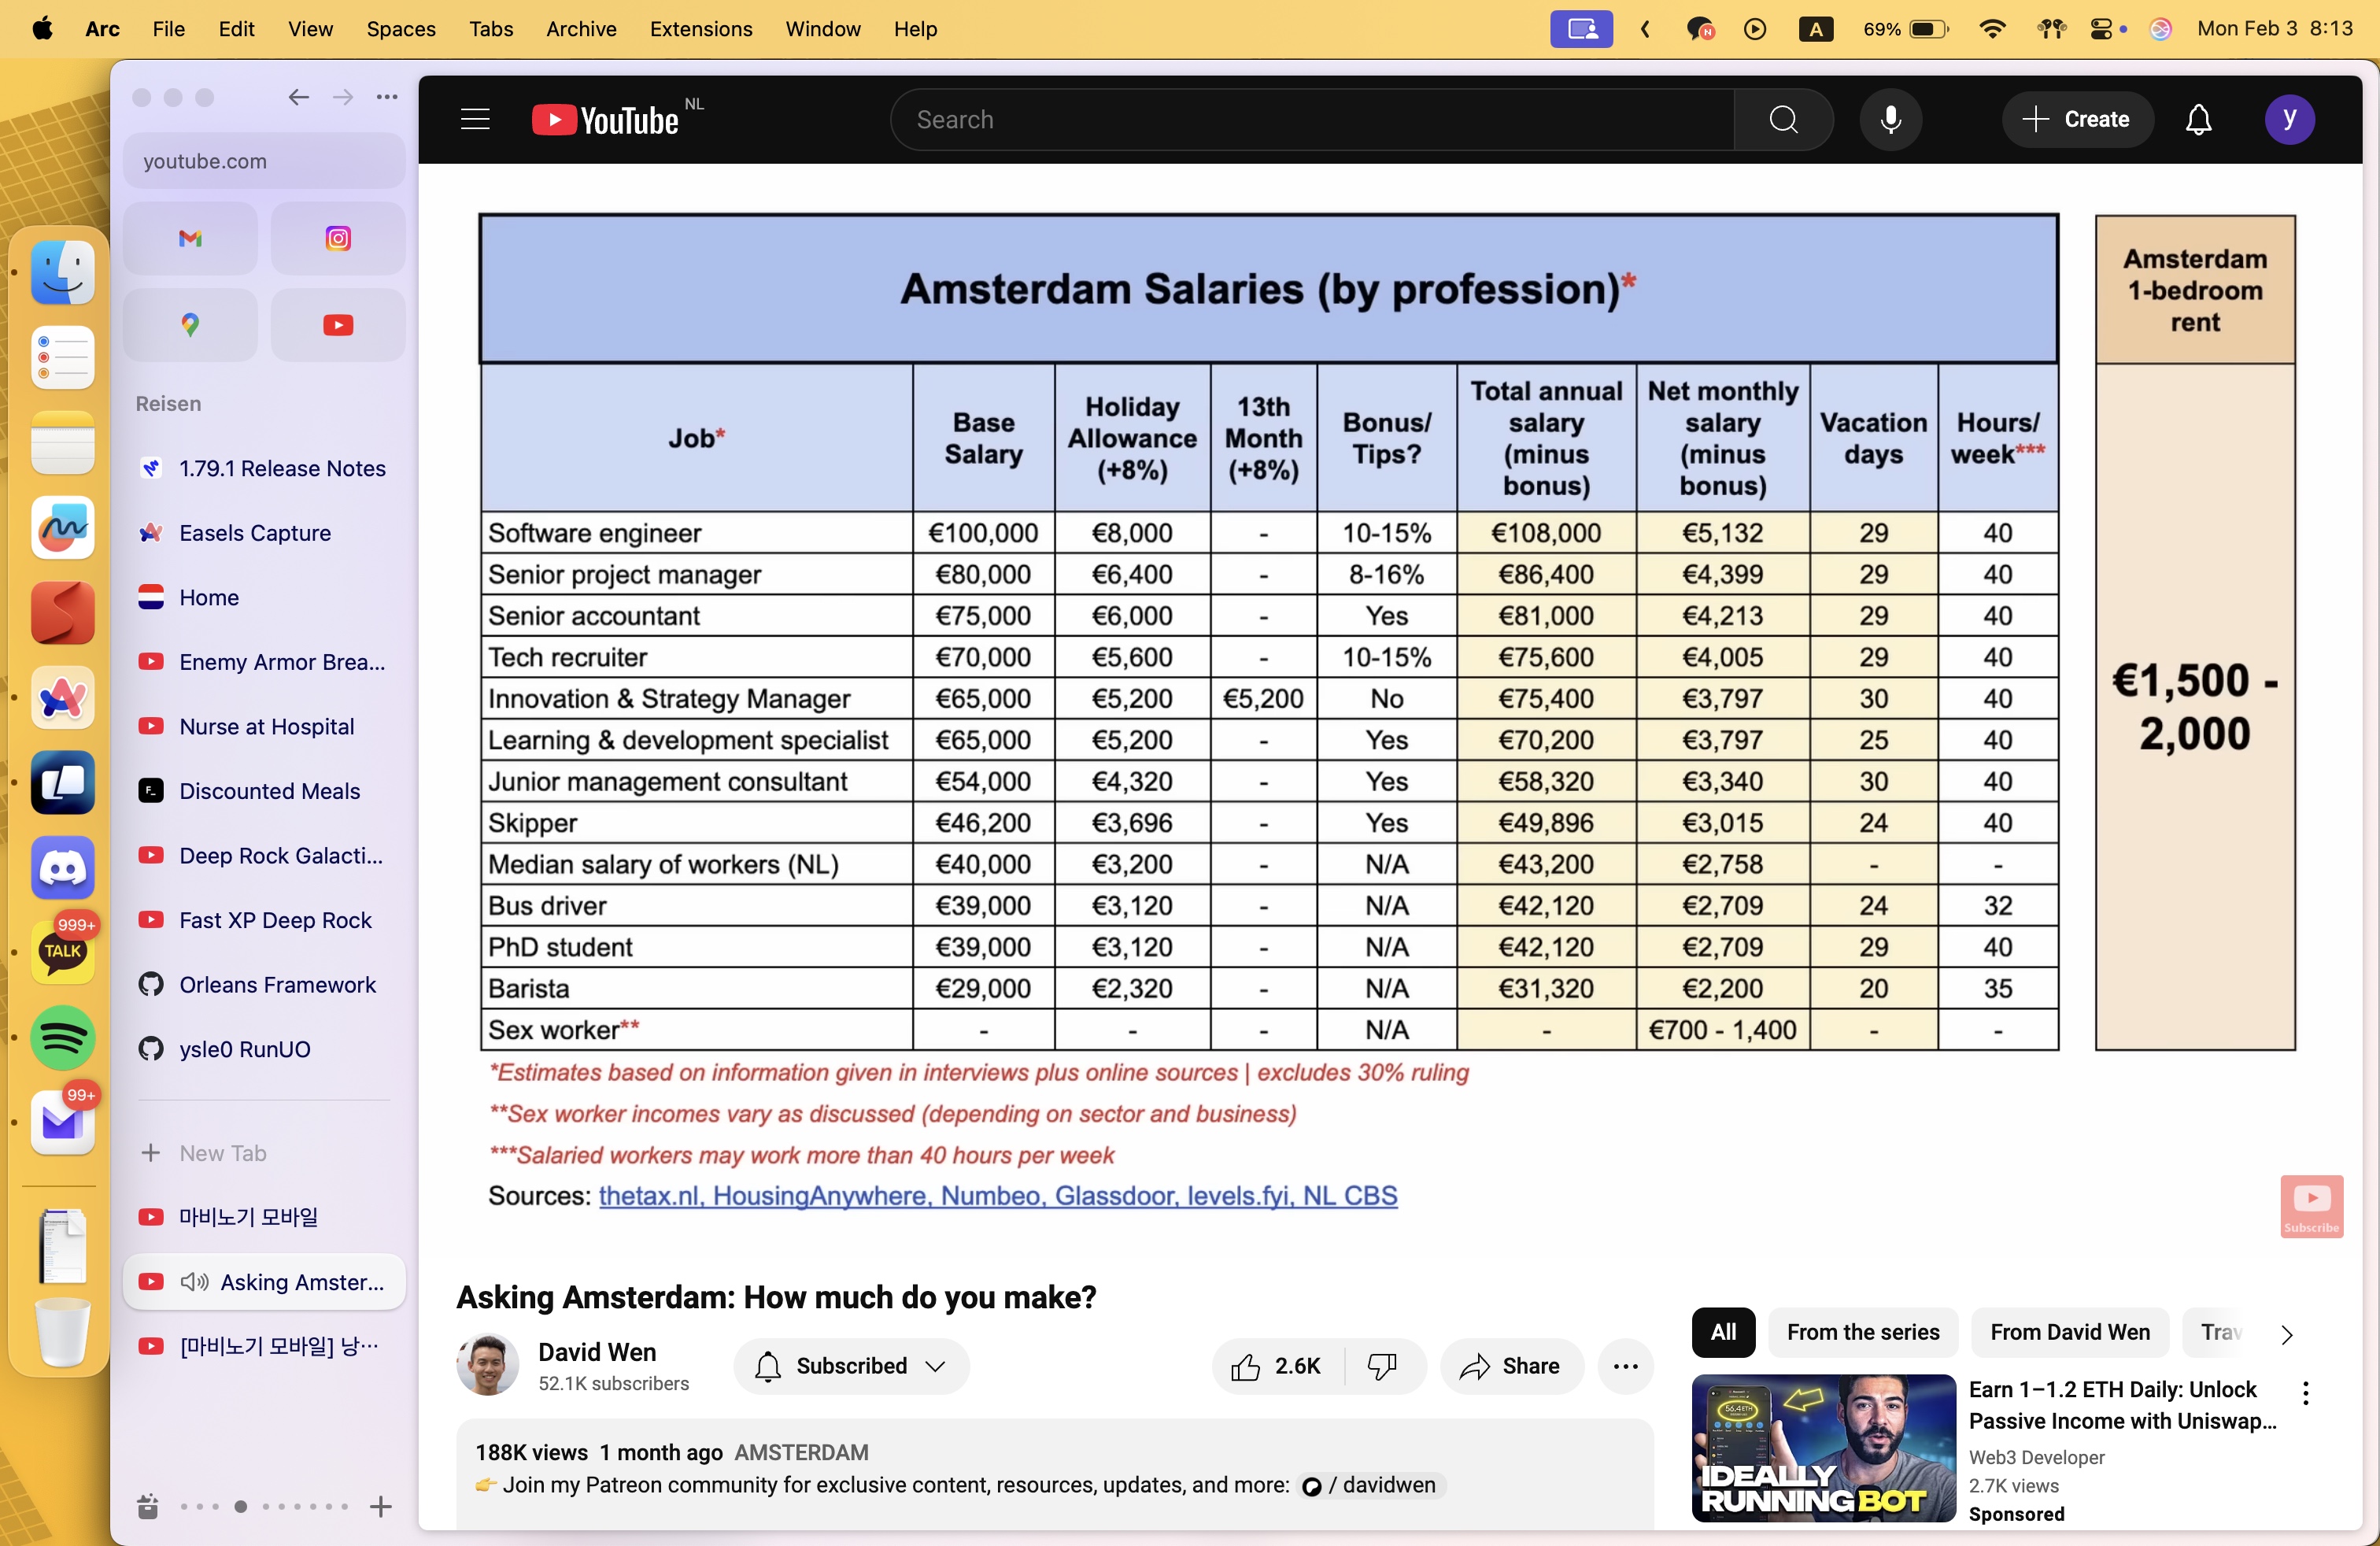 Arc File Edit View Spaces Tabs Archive Extensions Window Help
N A 69% Mon Feb 3 8:13
youtube.com
Reisen
1.79.1 Release Notes
Easels Capture
Home
Enemy Armor Brea...
Nurse at Hospital
Discounted Meals
Deep Rock Galacti...
Fast XP Deep Rock
Orleans Framework
ysle0 RunUO
New Tab
마비노기 모바일
Asking Amster...
[마비노기 모바일] 낭...
999+
TALK
99+
YouTube NL
Search
Create
y
Amsterdam Salaries (by profession)*
Job* Base Salary Holiday Allowance (+8%) 13th Month (+8%) Bonus/ Tips? Total annual salary (minus bonus) Net monthly salary (minus bonus) Vacation days Hours/ week***
Software engineer €100,000 €8,000 - 10-15% €108,000 €5,132 29 40
Senior project manager €80,000 €6,400 - 8-16% €86,400 €4,399 29 40
Senior accountant €75,000 €6,000 - Yes €81,000 €4,213 29 40
Tech recruiter €70,000 €5,600 - 10-15% €75,600 €4,005 29 40
Innovation & Strategy Manager €65,000 €5,200 €5,200 No €75,400 €3,797 30 40
Learning & development specialist €65,000 €5,200 - Yes €70,200 €3,797 25 40
Junior management consultant €54,000 €4,320 - Yes €58,320 €3,340 30 40
Skipper €46,200 €3,696 - Yes €49,896 €3,015 24 40
Median salary of workers (NL) €40,000 €3,200 - N/A €43,200 €2,758 - -
Bus driver €39,000 €3,120 - N/A €42,120 €2,709 24 32
PhD student €39,000 €3,120 - N/A €42,120 €2,709 29 40
Barista €29,000 €2,320 - N/A €31,320 €2,200 20 35
Sex worker** - - - N/A - €700 - 1,400 - -
Amsterdam
1-bedroom
rent
€1,500 -
2,000
*Estimates based on information given in interviews plus online sources | excludes 30% ruling
**Sex worker incomes vary as discussed (depending on sector and business)
***Salaried workers may work more than 40 hours per week
Sources: thetax.nl, HousingAnywhere, Numbeo, Glassdoor, levels.fyi, NL CBS
Subscribe
Asking Amsterdam: How much do you make?
David Wen
52.1K subscribers
Subscribed
2.6K
Share
188K views 1 month ago AMSTERDAM
👉 Join my Patreon community for exclusive content, resources, updates, and more: / davidwen
All From the series From David Wen Trav
56.4 ETH
IDEALLY
RUNNING BOT
Earn 1–1.2 ETH Daily: Unlock
Passive Income with Uniswap...
Web3 Developer
2.7K views
Sponsored